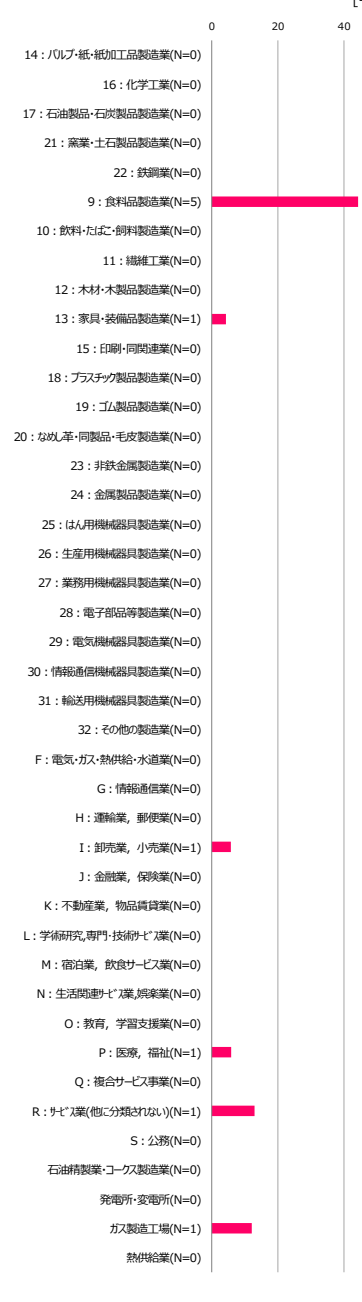 0 20 40
14：パルプ・紙・紙加工品製造業(N=0)
16：化学工業(N=0)
17：石油製品・石炭製品製造業(N=0)
21：窯業・土石製品製造業(N=0)
22：鉄鋼業(N=0)
9：食料品製造業(N=5)
10：飲料・たばこ・飼料製造業(N=0)
11：繊維工業(N=0)
12：木材・木製品製造業(N=0)
13：家具・装備品製造業(N=1)
15：印刷・同関連業(N=0)
18：プラスチック製品製造業(N=0)
19：ゴム製品製造業(N=0)
20：なめし革・同製品・毛皮製造業(N=0)
23：非鉄金属製造業(N=0)
24：金属製品製造業(N=0)
25：はん用機械器具製造業(N=0)
26：生産用機械器具製造業(N=0)
27：業務用機械器具製造業(N=0)
28：電子部品等製造業(N=0)
29：電気機械器具製造業(N=0)
30：情報通信機械器具製造業(N=0)
31：輸送用機械器具製造業(N=0)
32：その他の製造業(N=0)
F：電気・ガス・熱供給・水道業(N=0)
G：情報通信業(N=0)
H：運輸業，郵便業(N=0)
I：卸売業，小売業(N=1)
J：金融業，保険業(N=0)
K：不動産業，物品賃貸業(N=0)
L：学術研究,専門・技術ｻｰﾋﾞｽ業(N=0)
M：宿泊業，飲食サービス業(N=0)
N：生活関連ｻｰﾋﾞｽ業,娯楽業(N=0)
O：教育，学習支援業(N=0)
P：医療，福祉(N=1)
Q：複合サービス事業(N=0)
R：ｻｰﾋﾞｽ業(他に分類されない)(N=1)
S：公務(N=0)
石油精製業・コークス製造業(N=0)
発電所・変電所(N=0)
ガス製造工場(N=1)
熱供給業(N=0)